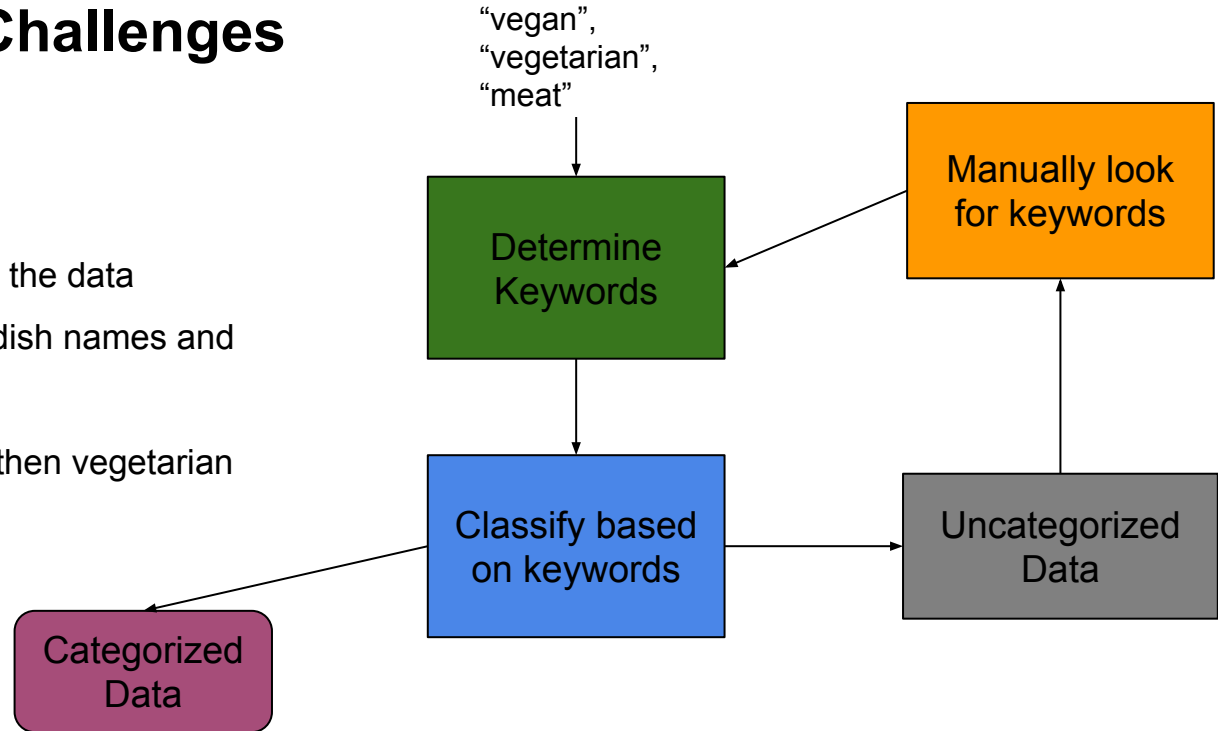 Challenges
“vegan”,
“vegetarian”,
“meat”
the data
dish names and
then vegetarian
Determine
Keywords
Manually look
for keywords
Classify based
on keywords
Uncategorized
Data
Categorized
Data